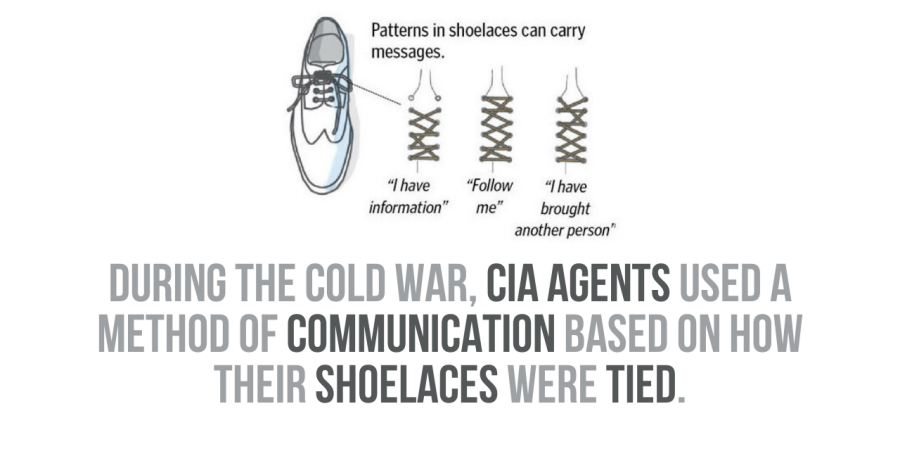 Patterns in shoelaces can carry
messages.
“I have
information”
“Follow
me”
“I have
brought
another person”
DURING THE COLD WAR, CIA AGENTS USED A
METHOD OF COMMUNICATION BASED ON HOW
THEIR SHOELACES WERE TIED.